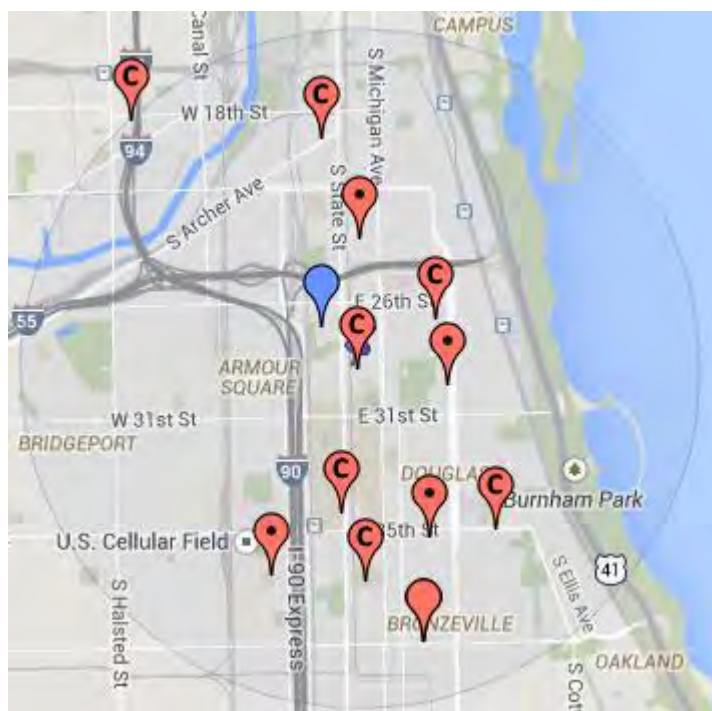 CAMPUS
Canal St
C
94
C
S Michigan Ave
W 18th St
94
S Archer Ave
S State St
C
E 26th St
55
C
ARMOUR
SQUARE
W 31st St
E 31st St
BRIDGEPORT
90
C
DOUGLAS
C
Burnham Park
35th St
U.S. Cellular Field
C
I-90 Express
S Halsted St
41
S Ellis Ave
BRONZEVILLE
OAKLAND
S Cott